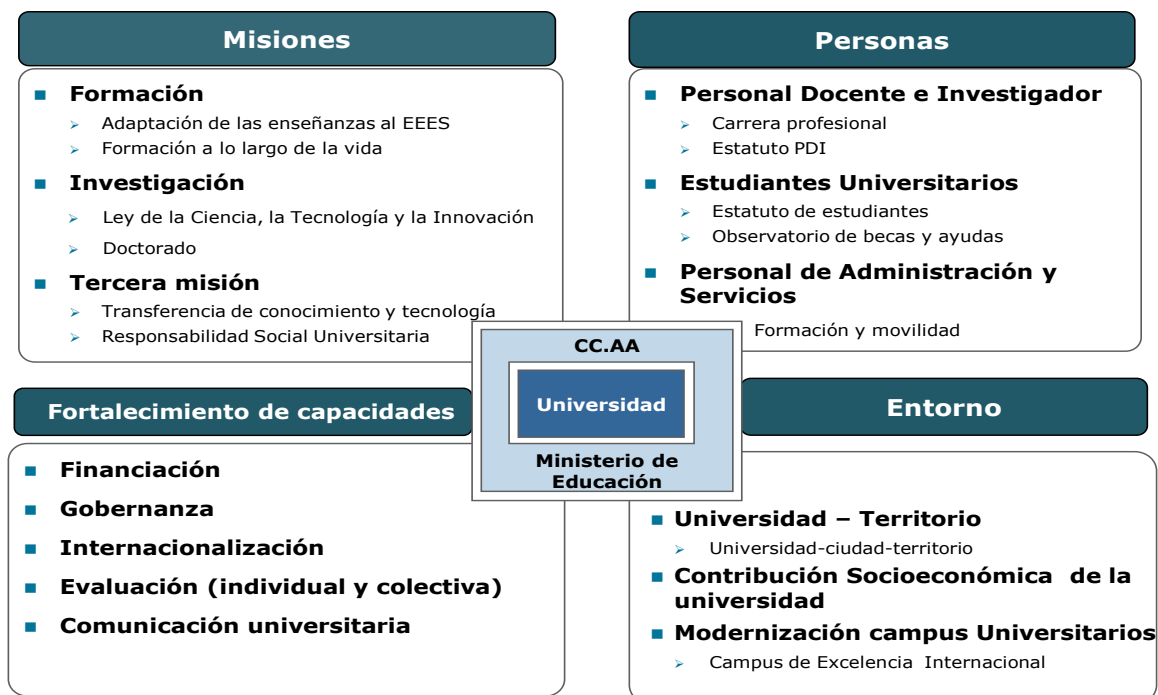 Misiones
Formación
Adaptación de las enseñanzas al EEES
Formación a lo largo de la vida
Investigación
Ley de la Ciencia, la Tecnología y la Innovación
Doctorado
Tercera misión
Transferencia de conocimiento y tecnología
Responsabilidad Social Universitaria
Personas
Personal Docente e Investigador
Carrera profesional
Estatuto PDI
Estudiantes Universitarios
Estatuto de estudiantes
Observatorio de becas y ayudas
Personal de Administración y
Servicios
Formación y movilidad
CC.AA
Universidad
Ministerio de
Educación
Fortalecimiento de capacidades
Financiación
Gobernanza
Internacionalización
Evaluación (individual y colectiva)
Comunicación universitaria
Entorno
Universidad – Territorio
Universidad-ciudad-territorio
Contribución Socioeconómica de la
universidad
Modernización campus Universitarios
Campus de Excelencia Internacional